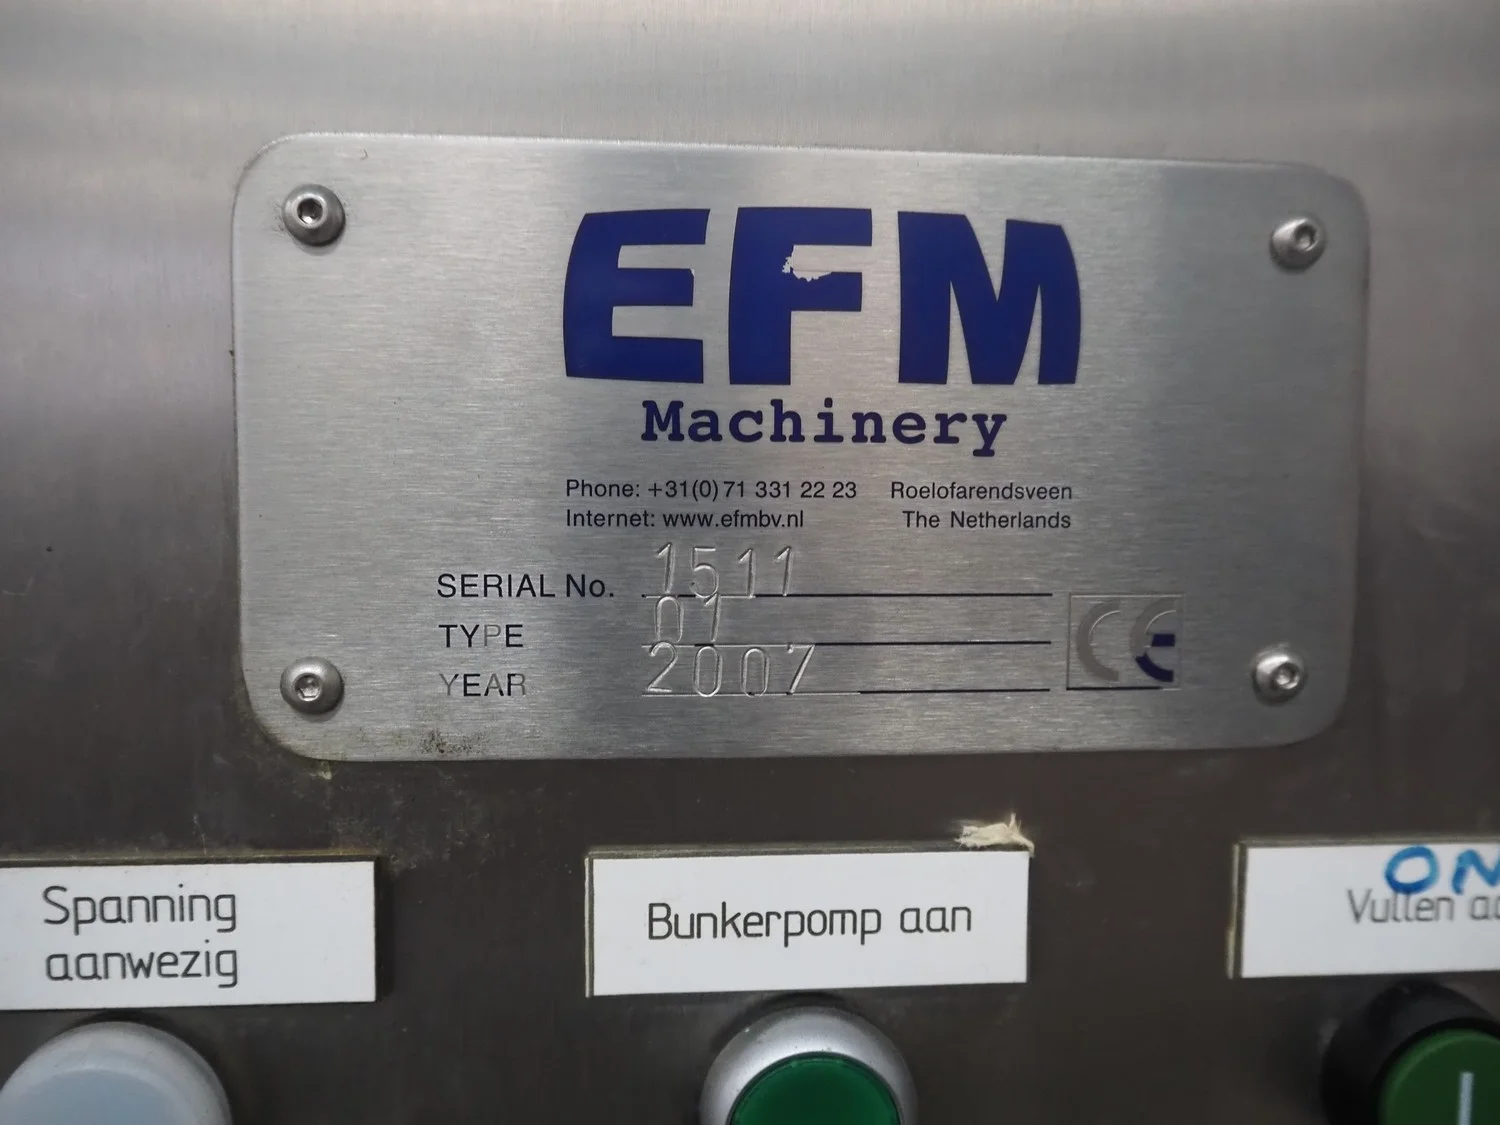 EFM
Machinery
Phone: +31(0) 71 331 22 23 Roelofarendsveen
Internet: www.efmbv.nl The Netherlands
SERIAL No. 1511
TYPE 01
YEAR 2007
CE
Spanning
aanwezig
Bunkerpomp aan
ON
Vullen